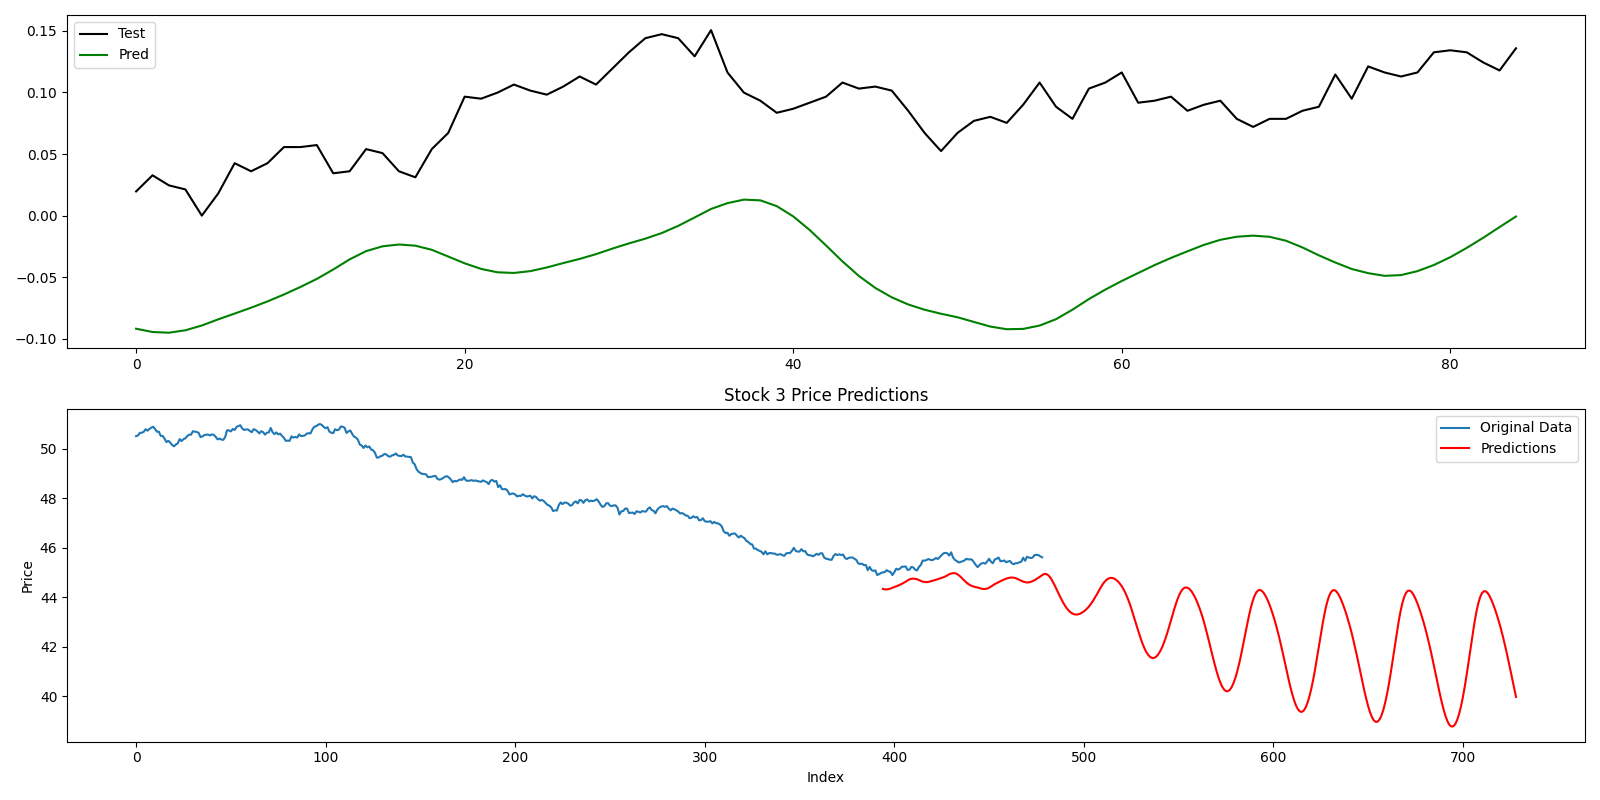 Test
Pred
0.15
0.10
0.05
0.00
−0.05
−0.10
0 20 40 60 80
Stock 3 Price Predictions
Original Data
Predictions
Price
50
48
46
44
42
40
0 100 200 300 400 500 600 700
Index